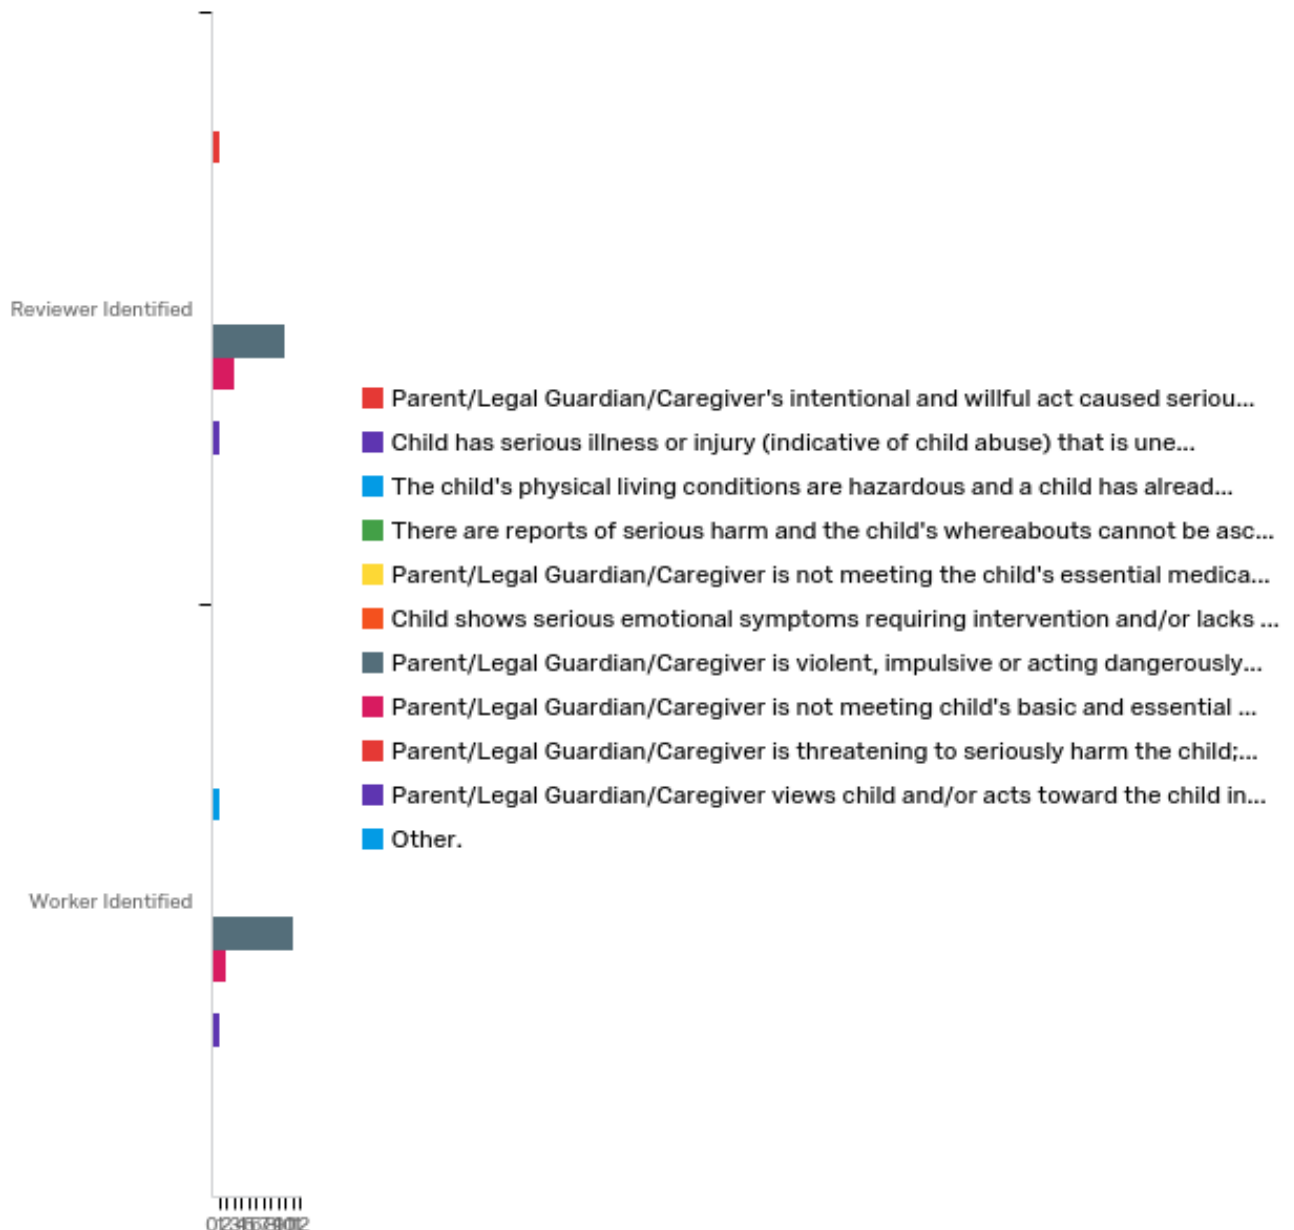 Reviewer Identified
Parent/Legal Guardian/Caregiver's intentional and willful act caused seriou...
Child has serious illness or injury (indicative of child abuse) that is une...
The child's physical living conditions are hazardous and a child has alread...
There are reports of serious harm and the child's whereabouts cannot be asc...
Parent/Legal Guardian/Caregiver is not meeting the child's essential medica...
Child shows serious emotional symptoms requiring intervention and/or lacks ...
Parent/Legal Guardian/Caregiver is violent, impulsive or acting dangerously...
Parent/Legal Guardian/Caregiver is not meeting child's basic and essential ...
Parent/Legal Guardian/Caregiver is threatening to seriously harm the child;...
Parent/Legal Guardian/Caregiver views child and/or acts toward the child in...
Other.
Worker Identified